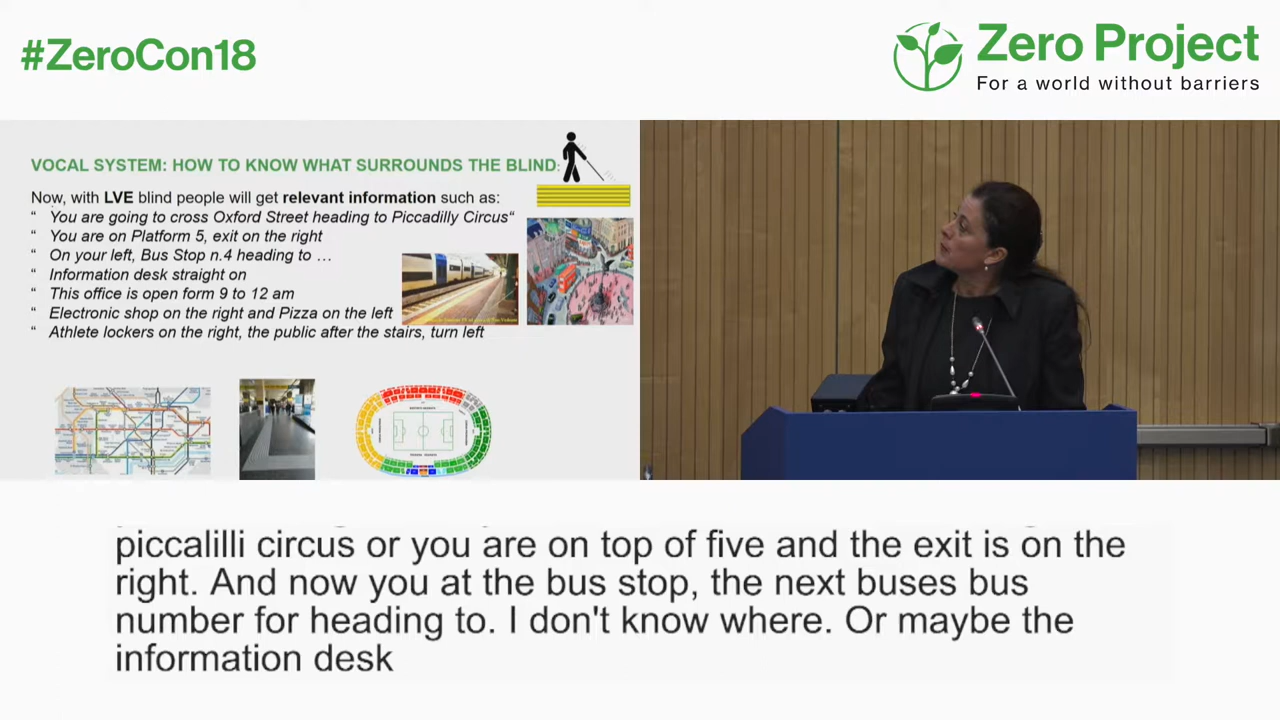 #ZeroCon18
Zero Project
For a world without barriers
VOCAL SYSTEM: HOW TO KNOW WHAT SURROUNDS THE BLIND:
Now, with LVE blind people will get relevant information such as:
“ You are going to cross Oxford Street heading to Piccadilly Circus“
“ You are on Platform 5, exit on the right
“ On your left, Bus Stop n.4 heading to …
“ Information desk straight on
“ This office is open form 9 to 12 am
“ Electronic shop on the right and Pizza on the left
“ Athlete lockers on the right, the public after the stairs, turn left
piccalilli circus or you are on top of five and the exit is on the
right. And now you at the bus stop, the next buses bus
number for heading to. I don't know where. Or maybe the
information desk